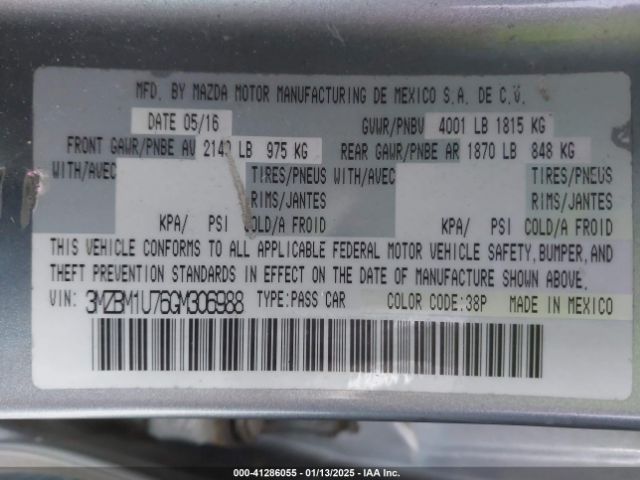 MFD. BY MAZDA MOTOR MANUFACTURING DE MEXICO S.A. DE C.V.
DATE 05/16 GVWR/PNBV 4001 LB 1815 KG
FRONT GAWR/PNBE AV LB 975 KG REAR GAWR/PNBE AR 1870 LB 848 KG
WITH/AVEC TIRES/PNEUS WITH/AVEC TIRES/PNEUS
RIMS/JANTES RIMS/JANTES
KPA/ PSI COLD/A FROID KPA/ PSI COLD/A FROID
THIS VEHICLE CONFORMS TO ALL APPLICABLE FEDERAL MOTOR VEHICLE SAFETY, BUMPER, AND
THEFT PREVENTION STANDARDS IN EFFECT ON THE DATE OF MANUFACTURE SHOWN ABOVE.
VIN: 3MZBM1U76GM306988 TYPE:PASS CAR COLOR CODE:38P MADE IN MEXICO
000-41286055 — 01/13/2025 — IAA Inc.